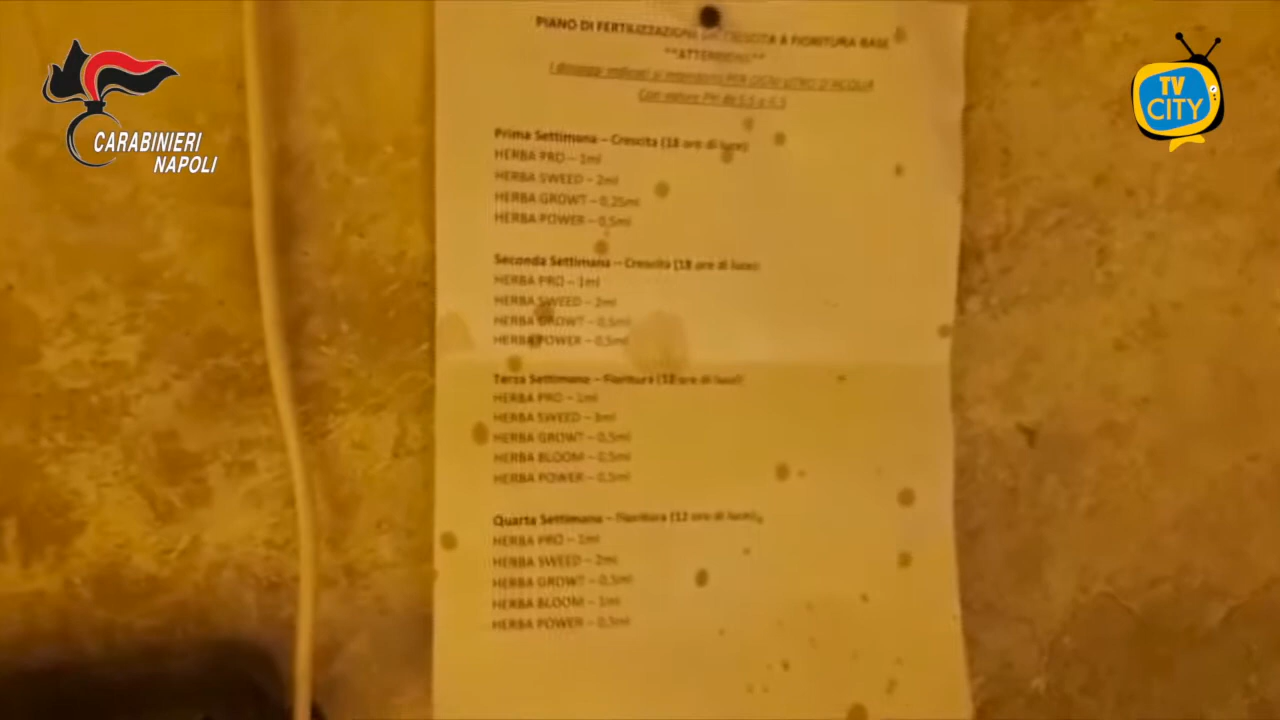 CARABINIERI
NAPOLI
TV
CITY
PIANO DI FERTILIZZAZIONE DA CRESCITA A FIORITURA BASE
I dosaggi indicati si intendono PER OGNI LITRO D'ACQUA
Con valore PH da 5,5 a 6,5
Prima Settimana – Crescita (18 ore di luce)
HERBA PRO – 1ml
HERBA SWEED – 2ml
HERBA GROWT – 0,25ml
HERBA POWER – 0,5ml
Seconda Settimana – Crescita (18 ore di luce)
HERBA PRO – 1ml
HERBA SWEED – 2ml
HERBA GROWT – 0,5ml
HERBA POWER – 0,5ml
Terza Settimana – Fioritura (12 ore di luce)
HERBA PRO – 1ml
HERBA SWEED –
HERBA GROWT – 0,5ml
HERBA BLOOM – 0,5ml
HERBA POWER – 0,5ml
Quarta Settimana – Fioritura (12 ore di luce)
HERBA PRO – 1ml
HERBA SWEED – 2ml
HERBA GROWT – 0,5ml
HERBA BLOOM – 1ml
HERBA POWER – 0,5ml